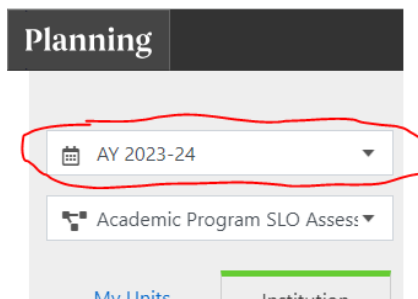 Planning
AY 2023-24
Academic Program SLO Assess
My Units
Institution